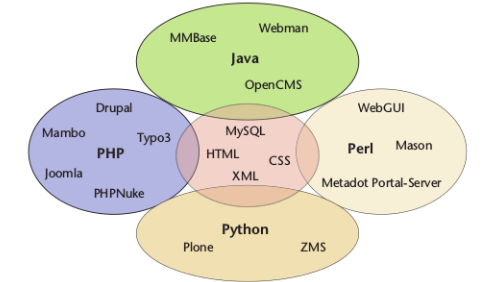 Webman
MMBase
Java
OpenCMS
Drupal
Mambo
Typo3
PHP
Joomla
PHPNuke
MySQL
HTML
CSS
XML
WebGUI
Perl
Mason
Metadot Portal-Server
Python
Plone
ZMS